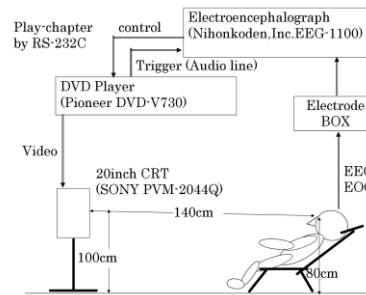 Play-chapter
by RS-232C
control
Electroencephalograph
(Nihonkoden,Inc.EEG-1100)
Trigger (Audio line)
DVD Player
(Pioneer DVD-V730)
Electrode
BOX
Video
20inch CRT
(SONY PVM-2044Q)
EEG
EOG
140cm
100cm
80cm